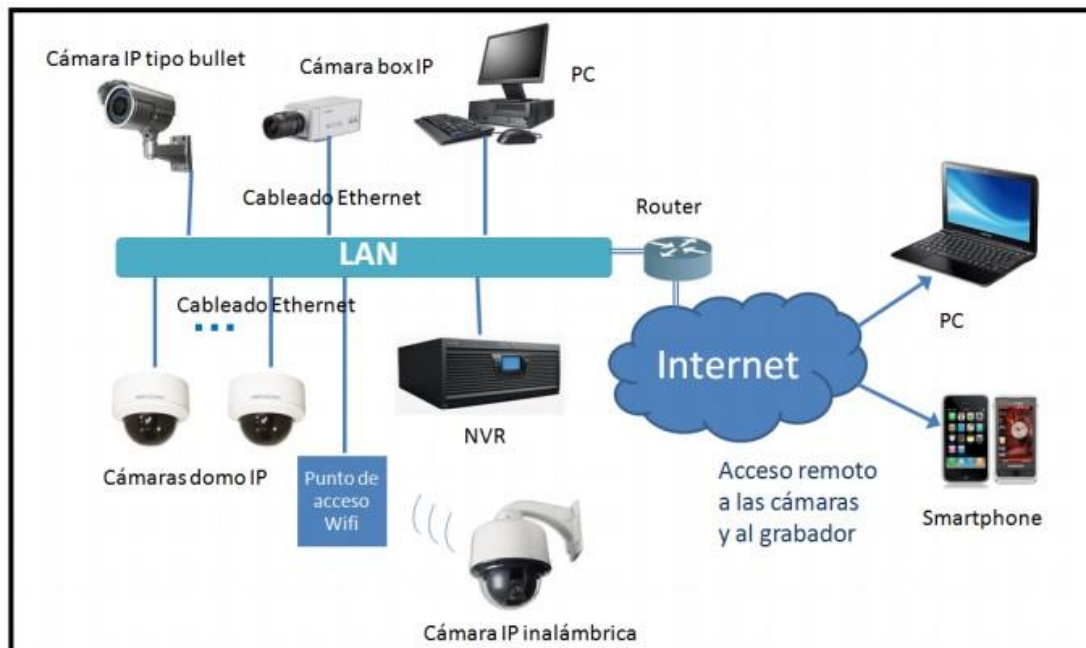 Cámara IP tipo bullet
Cámara box IP
PC
Cableado Ethernet
Router
LAN
Cableado Ethernet
PC
Internet
NVR
Cámaras domo IP
Punto de
acceso
Wifi
Acceso remoto
a las cámaras
y al grabador
Smartphone
Cámara IP inalámbrica